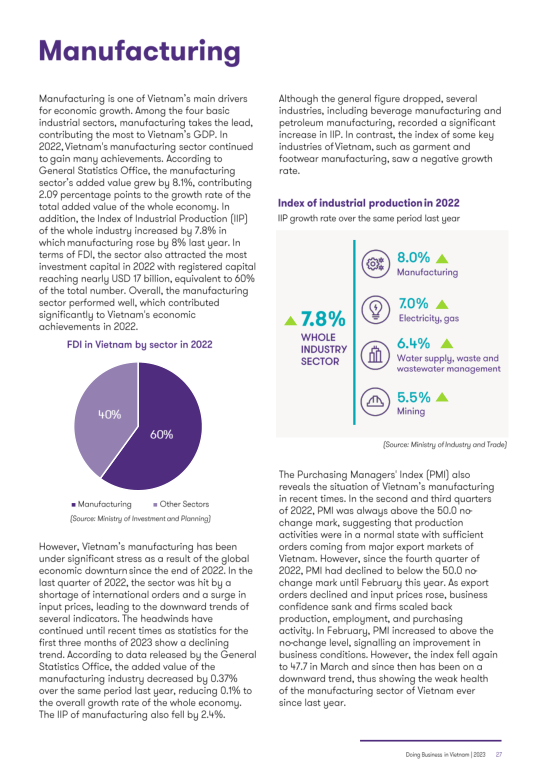 Manufacturing
Manufacturing is one of Vietnam's main drivers
for economic growth. Among the four basic
industrial sectors, manufacturing takes the lead,
contributing the most to Vietnam's GDP. In
2022, Vietnam's manufacturing sector continued
to gain many achievements. According to
General Statistics Office, the manufacturing
sector's added value grew by 8.1%, contributing
2.09 percentage points to the growth rate of the
total added value of the whole economy. In
addition, the Index of Industrial Production (IIP)
of the whole industry increased by 7.8% in
which manufacturing rose by 8% last year. In
terms of FDI, the sector also attracted the most
investment capital in 2022 with registered capital
reaching nearly USD 17 billion, equivalent to 60%
of the total number. Overall, the manufacturing
sector performed well, which contributed
significantly to Vietnam's economic
achievements in 2022.
FDI in Vietnam by sector in 2022
40%
60%
Manufacturing
Other Sectors
(Source: Ministry of Investment and Planning)
However, Vietnam's manufacturing has been
under significant stress as a result of the global
economic downturn since the end of 2022. In the
last quarter of 2022, the sector was hit by a
shortage of international orders and a surge in
input prices, leading to the downward trends of
several indicators. The headwinds have
continued until recent times as statistics for the
first three months of 2023 show a declining
trend. According to data released by the General
Statistics Office, the added value of the
manufacturing industry decreased by 0.37%
over the same period last year, reducing 0.1% to
the overall growth rate of the whole economy.
The IIP of manufacturing also fell by 2.4%.
Although the general figure dropped, several
industries, including beverage manufacturing and
petroleum manufacturing, recorded a significant
increase in IIP. In contrast, the index of some key
industries of Vietnam, such as garment and
footwear manufacturing, saw a negative growth
rate.
Index of industrial production in 2022
IIP growth rate over the same period last year
7.8%
WHOLE
INDUSTRY
SECTOR
8.0%
Manufacturing
7.0%
Electricity, gas
6.4%
Water supply, waste and
wastewater management
5.5%
Mining
(Source: Ministry of Industry and Trade)
The Purchasing Managers' Index (PMI) also
reveals the situation of Vietnam's manufacturing
in recent times. In the second and third quarters
of 2022, PMI was always above the 50.0 no-
change mark, suggesting that production
activities were in a normal state with sufficient
orders coming from major export markets of
Vietnam. However, since the fourth quarter of
2022, PMI had declined to below the 50.0 no-
change mark until February this year. As export
orders declined and input prices rose, business
confidence sank and firms scaled back
production, employment, and purchasing
activity. In February, PMI increased to above the
no-change level, signalling an improvement in
business conditions. However, the index fell again
to 47.7 in March and since then has been on a
downward trend, thus showing the weak health
of the manufacturing sector of Vietnam ever
since last year.
Doing Business in Vietnam | 2023 27